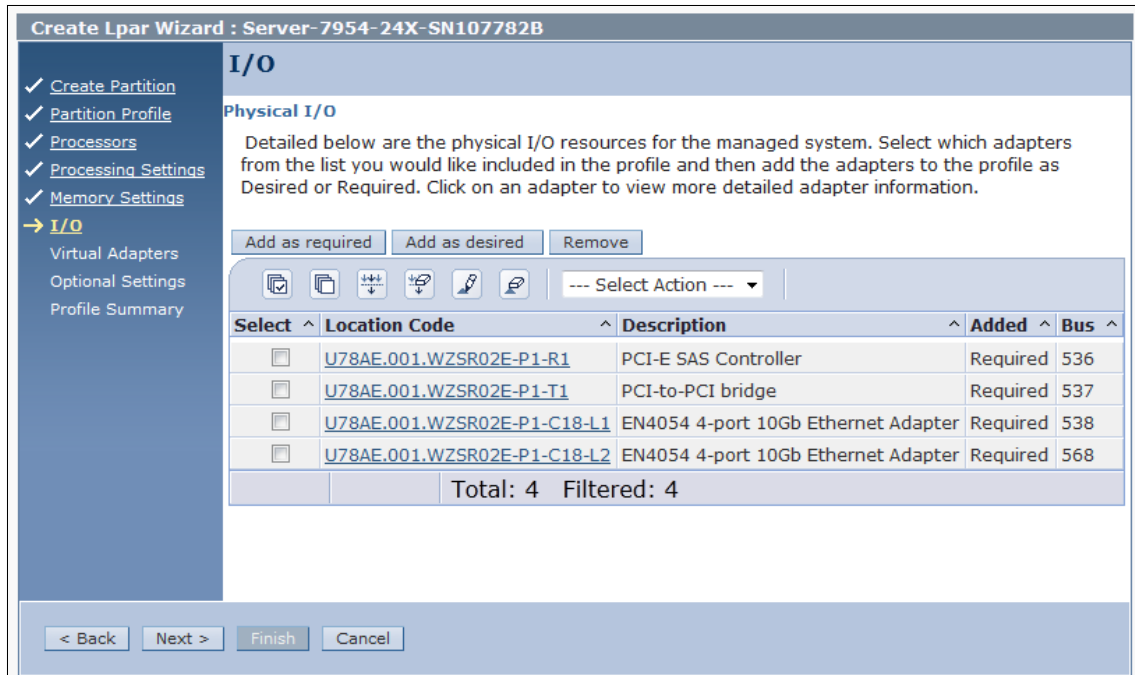 Create Lpar Wizard : Server-7954-24X-SN107782B
Create Partition
Partition Profile
Processors
Processing Settings
Memory Settings
I/O
Virtual Adapters
Optional Settings
Profile Summary
I/O
Physical I/O
Detailed below are the physical I/O resources for the managed system. Select which adapters
from the list you would like included in the profile and then add the adapters to the profile as
Desired or Required. Click on an adapter to view more detailed adapter information.
Add as required Add as desired Remove
--- Select Action ---
Select ^ Location Code ^ Description ^ Added ^ Bus ^
U78AE.001.WZSR02E-P1-R1 PCI-E SAS Controller Required 536
U78AE.001.WZSR02E-P1-T1 PCI-to-PCI bridge Required 537
U78AE.001.WZSR02E-P1-C18-L1 EN4054 4-port 10Gb Ethernet Adapter Required 538
U78AE.001.WZSR02E-P1-C18-L2 EN4054 4-port 10Gb Ethernet Adapter Required 568
Total: 4 Filtered: 4
< Back Next > Finish Cancel